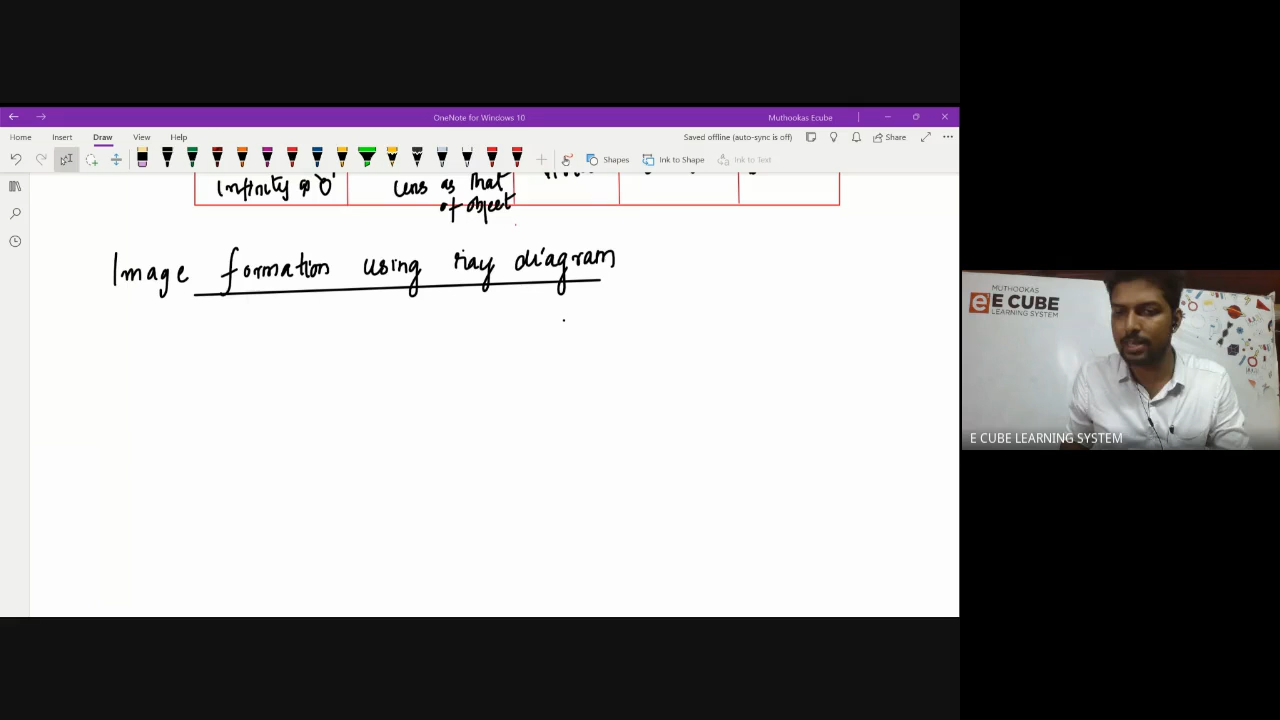 OneNote for Windows 10
Muthookas Ecube
Home Insert Draw View Help
Saved offline (auto-sync is off)
Share
Shapes
Ink to Shape
Ink to Text
Infinity & O
Lens as that
of object
Image formation using ray diagram
MUTHOOKAS
e E CUBE
LEARNING SYSTEM
E CUBE LEARNING SYSTEM